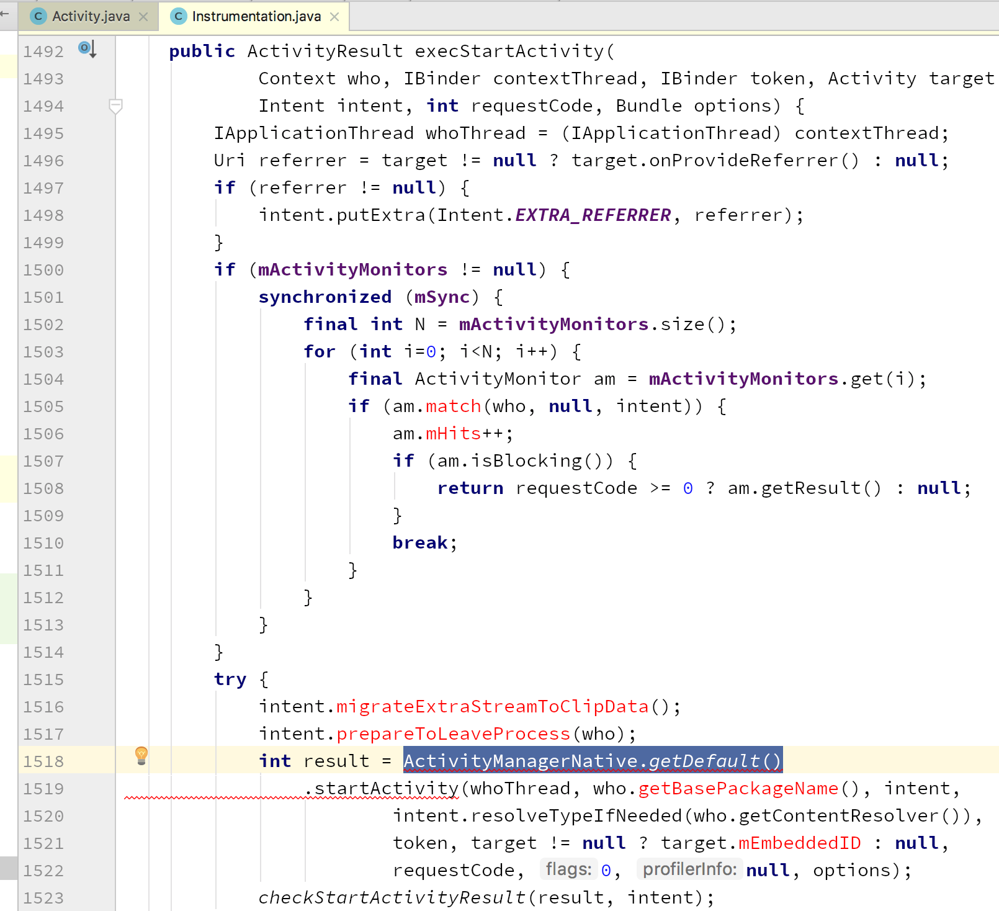 Activity.java Instrumentation.java
1492 public ActivityResult execStartActivity(
1493 Context who, IBinder contextThread, IBinder token, Activity target
1494 Intent intent, int requestCode, Bundle options) {
1495 IApplicationThread whoThread = (IApplicationThread) contextThread;
1496 Uri referrer = target != null ? target.onProvideReferrer() : null;
1497 if (referrer != null) {
1498 intent.putExtra(Intent.EXTRA_REFERRER, referrer);
1499 }
1500 if (mActivityMonitors != null) {
1501 synchronized (mSync) {
1502 final int N = mActivityMonitors.size();
1503 for (int i=0; i<N; i++) {
1504 final ActivityMonitor am = mActivityMonitors.get(i);
1505 if (am.match(who, null, intent)) {
1506 am.mHits++;
1507 if (am.isBlocking()) {
1508 return requestCode >= 0 ? am.getResult() : null;
1509 }
1510 break;
1511 }
1512 }
1513 }
1514 }
1515 try {
1516 intent.migrateExtraStreamToClipData();
1517 intent.prepareToLeaveProcess(who);
1518 int result = ActivityManagerNative.getDefault()
1519 .startActivity(whoThread, who.getBasePackageName(), intent,
1520 intent.resolveTypeIfNeeded(who.getContentResolver()),
1521 token, target != null ? target.mEmbeddedID : null,
1522 requestCode, flags: 0, profilerInfo: null, options);
1523 checkStartActivityResult(result, intent);